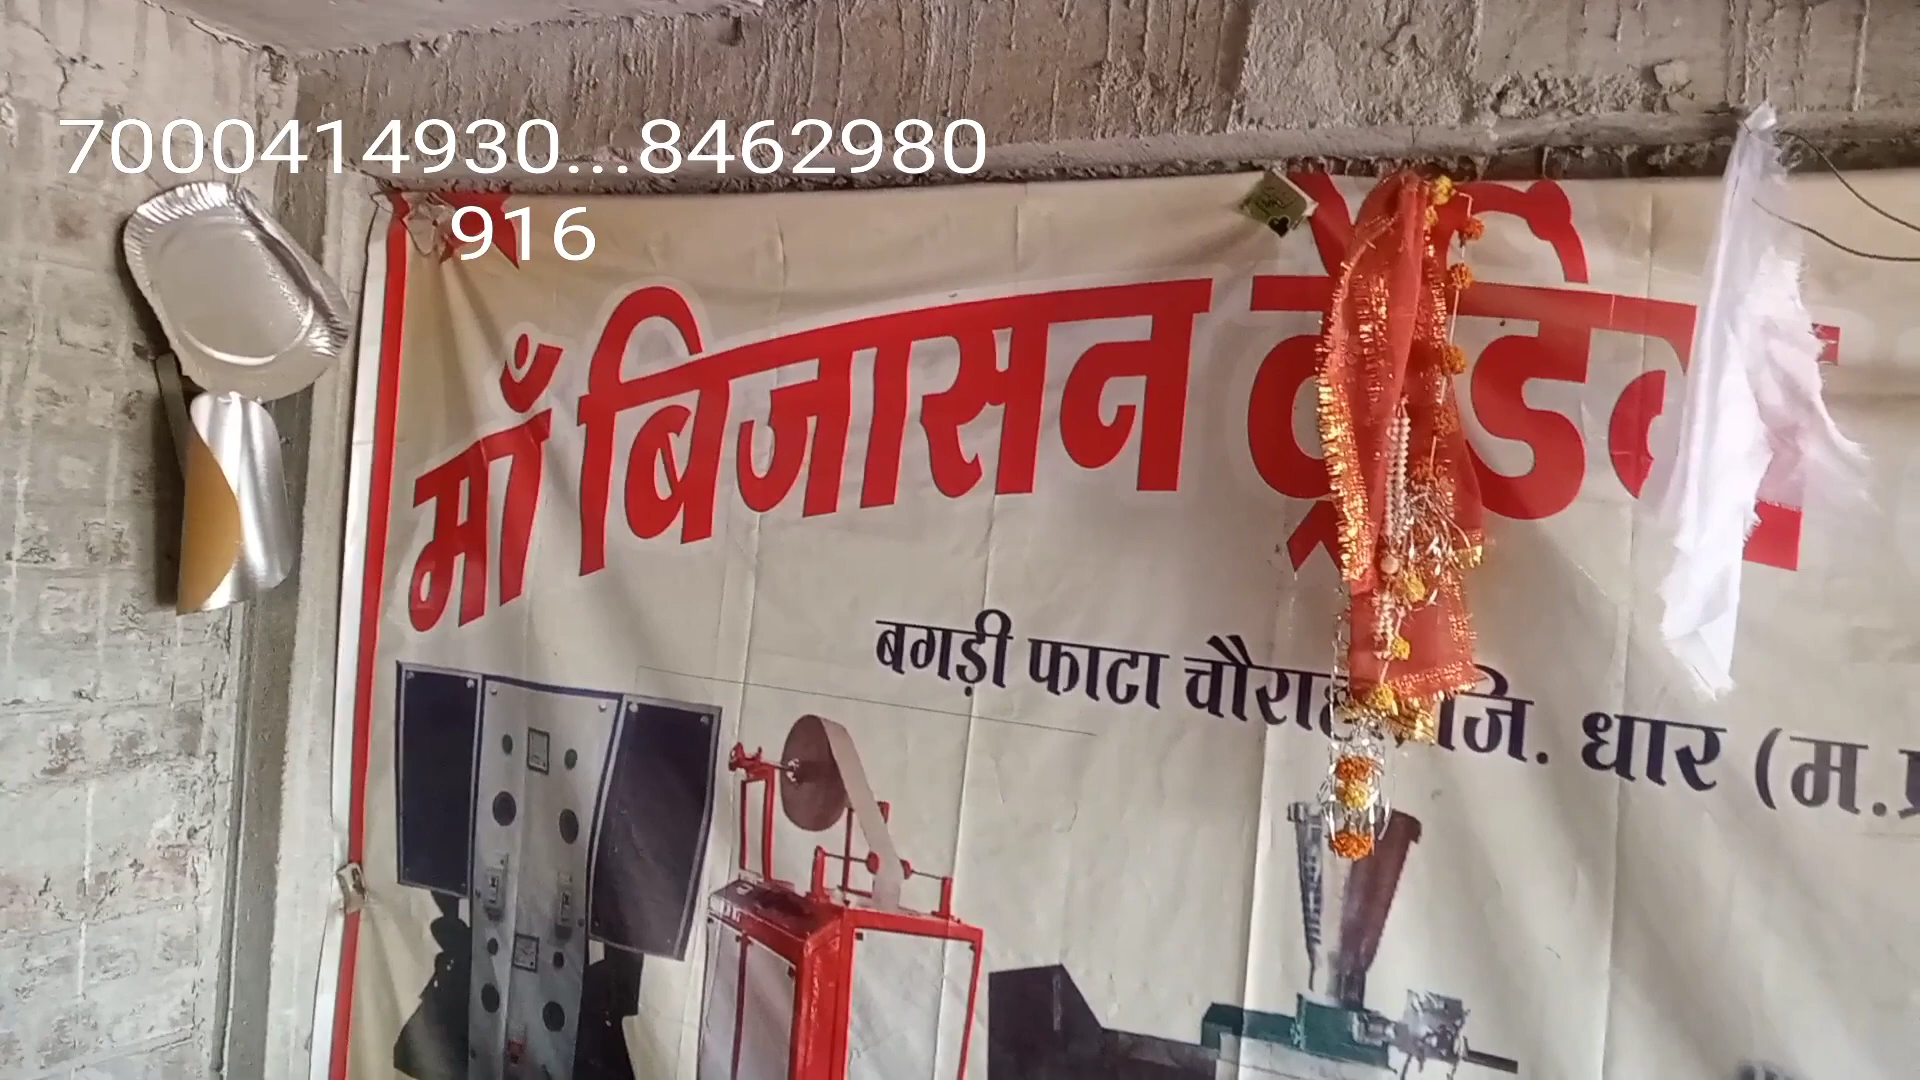 7000414930...8462980
916
माँ बिजासन
बगड़ी फाटा जि. धार (म.प्र